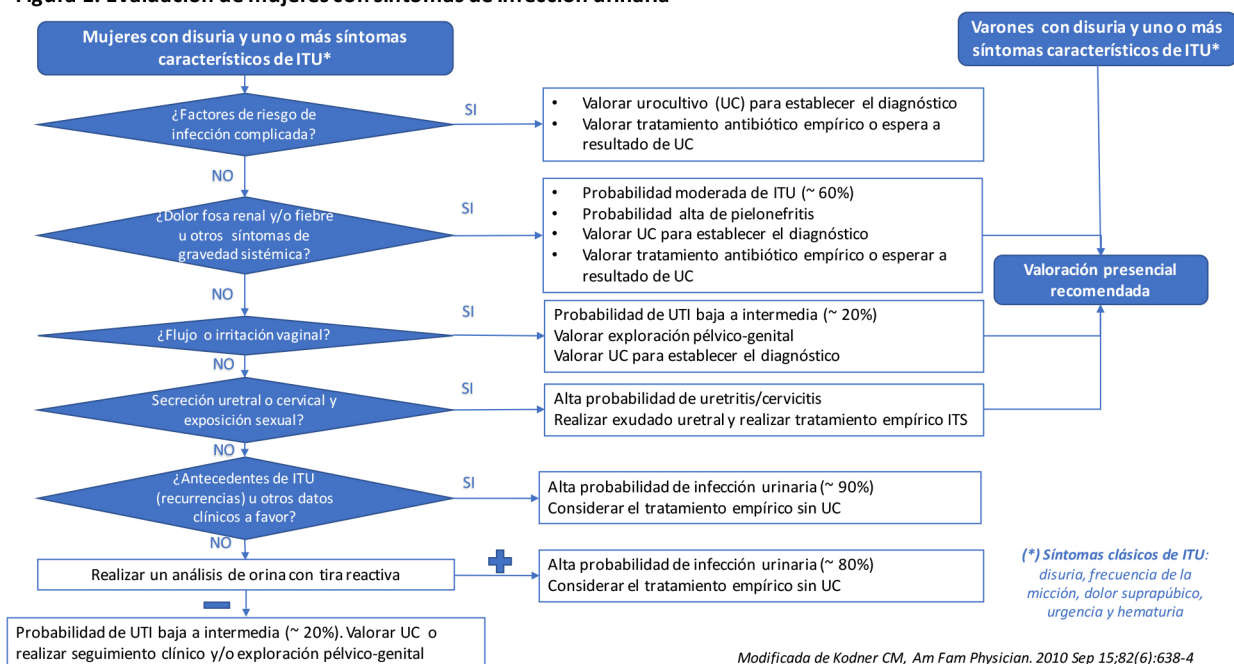 Figura 1. Evaluación de mujeres con síntomas de infección urinaria
Mujeres con disuria y uno o más síntomas
característicos de ITU*
Varones con disuria y uno o más
síntomas característicos de ITU*
¿Factores de riesgo de
infección complicada?
SI
• Valorar urocultivo (UC) para establecer el diagnóstico
• Valorar tratamiento antibiótico empírico o espera a
resultado de UC
NO
¿Dolor fosa renal y/o fiebre
u otros síntomas de
gravedad sistémica?
SI
• Probabilidad moderada de ITU (~ 60%)
• Probabilidad alta de pielonefritis
• Valorar UC para establecer el diagnóstico
• Valorar tratamiento antibiótico empírico o esperar a
resultado de UC
Valoración presencial
recomendada
NO
¿Flujo o irritación vaginal?
SI
Probabilidad de UTI baja a intermedia (~ 20%)
Valorar exploración pélvico-genital
Valorar UC para establecer el diagnóstico
NO
Secreción uretral o cervical y
exposición sexual?
SI
Alta probabilidad de uretritis/cervicitis
Realizar exudado uretral y realizar tratamiento empírico ITS
NO
¿Antecedentes de ITU
(recurrencias) u otros datos
clínicos a favor?
SI
Alta probabilidad de infección urinaria (~ 90%)
Considerar el tratamiento empírico sin UC
NO
Realizar un análisis de orina con tira reactiva
Alta probabilidad de infección urinaria (~ 80%)
Considerar el tratamiento empírico sin UC
(*) Síntomas clásicos de ITU:
disuria, frecuencia de la
micción, dolor suprapúbico,
urgencia y hematuria
Probabilidad de UTI baja a intermedia (~ 20%). Valorar UC o
realizar seguimiento clínico y/o exploración pélvico-genital
Modificada de Kodner CM, Am Fam Physician. 2010 Sep 15;82(6):638-4